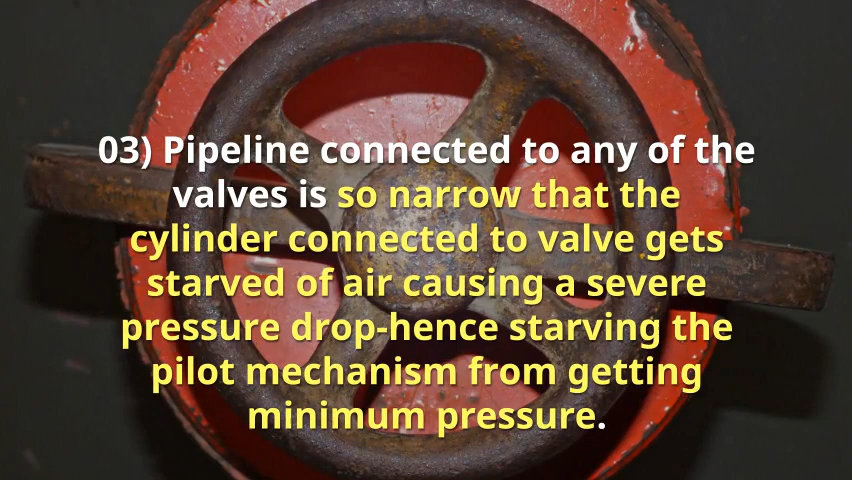 03) Pipeline connected to any of the
valves is so narrow that the
cylinder connected to valve gets
starved of air causing a severe
pressure drop-hence starving the
pilot mechanism from getting
minimum pressure.